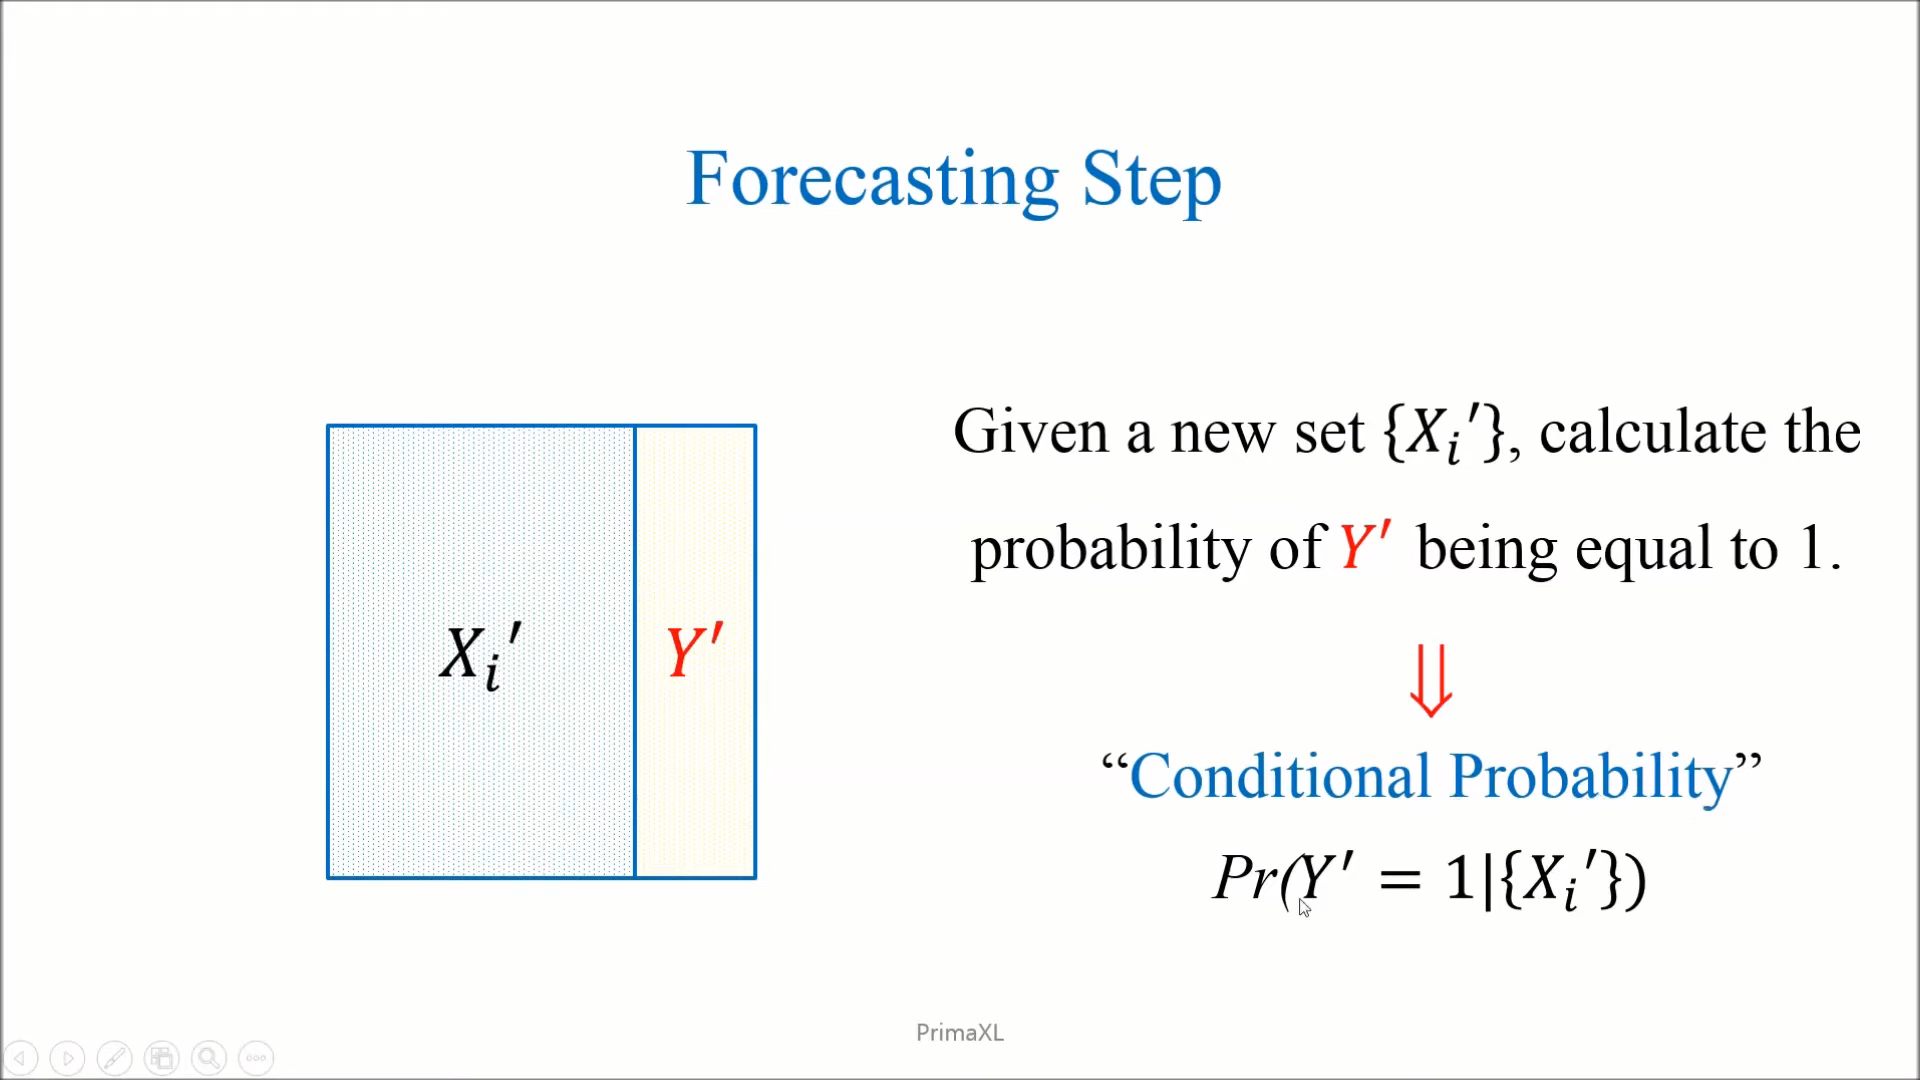 Forecasting Step
Given a new set {Xᵢ′}, calculate the
probability of Y′ being equal to 1.
Xᵢ′ Y′
⇓
“Conditional Probability”
Pr(Y′ = 1|{Xᵢ′})
PrimaXL